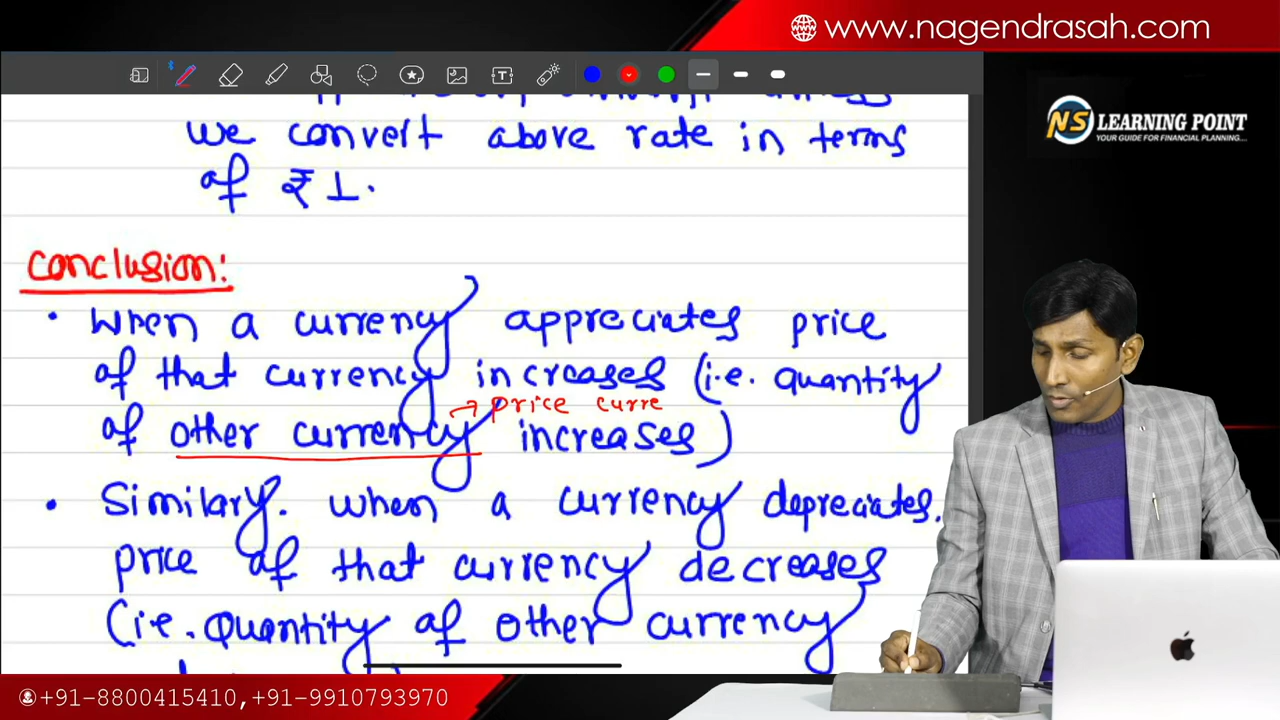 www.nagendrasah.com
NS LEARNING POINT
YOUR GUIDE FOR FINANCIAL PLANNING...
we convert above rate in terms
of ₹1.
Conclusion:
• When a currency appreciates price
of that currency increases (i.e. quantity
→ price curre
of other currency increases)
• Similary. when a currency depreciates.
price of that currency decreases
(i.e. quantity of other currency
+91-8800415410,+91-9910793970